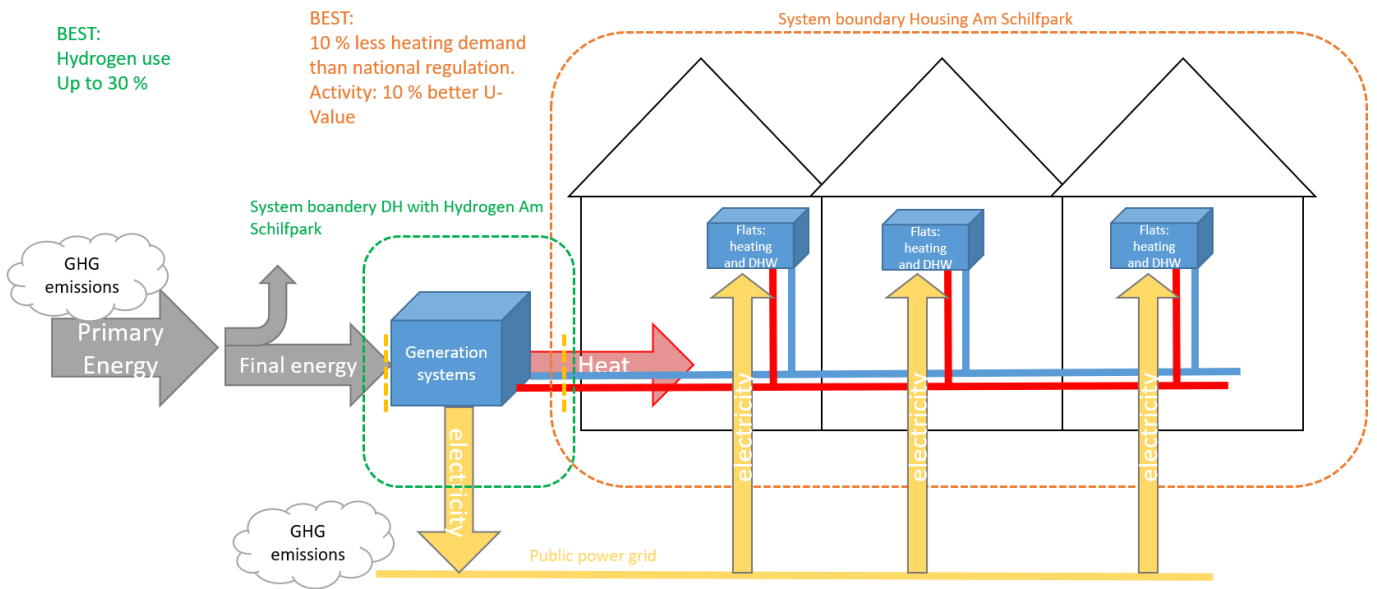 BEST:
Hydrogen use
Up to 30 %
BEST:
10 % less heating demand
than national regulation.
Activity: 10 % better U-
Value
System boundary Housing Am Schilfpark
System boandery DH with Hydrogen Am
Schilfpark
GHG
emissions
Primary
Energy
Final energy
Generation
systems
Heat
Flats:
heating
and DHW
Flats:
heating
and DHW
Flats:
heating
and DHW
electricity
electricity
electricity
electricity
GHG
emissions
Public power grid